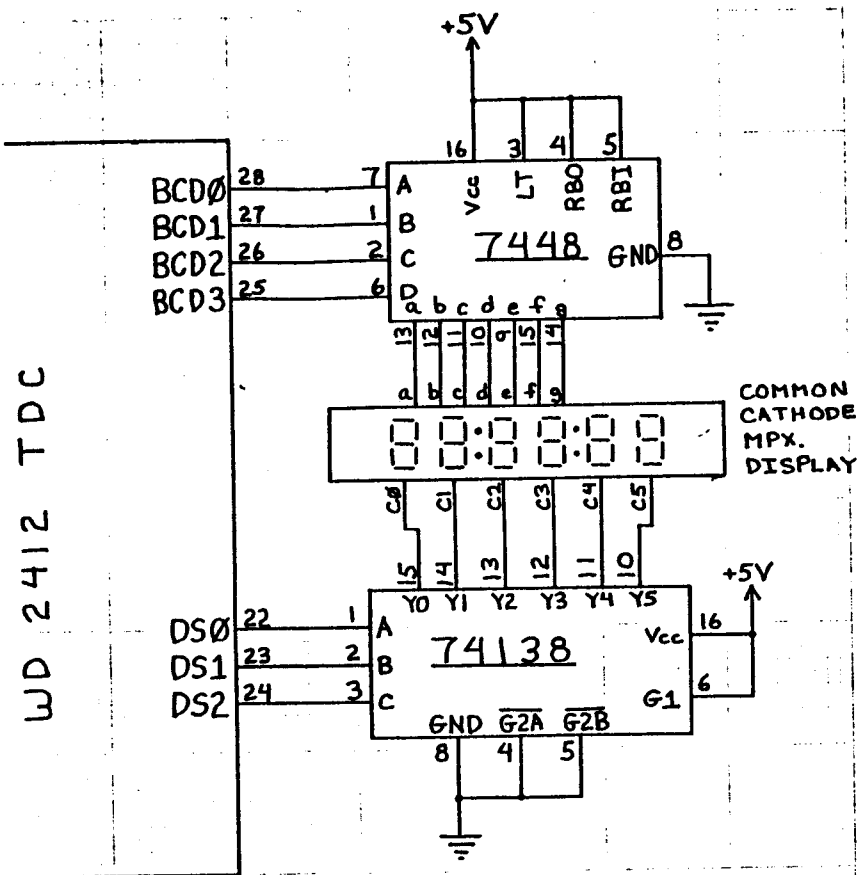 +5V
16 3 4 5
Vcc LT RBO RBI
BCD0 28 7 A
BCD1 27 1 B
BCD2 26 2 C
BCD3 25 6 D
7448
GND 8
a b c d e f g
13 12 11 10 9 15 14
a b c d e f g
COMMON
CATHODE
MPX.
DISPLAY
C0 C1 C2 C3 C4 C5
15 14 13 12 11 10
Y0 Y1 Y2 Y3 Y4 Y5
+5V
WD 2412 TDC
DS0 22 1 A
DS1 23 2 B
DS2 24 3 C
74138
Vcc 16
G1 6
GND G2A G2B
8 4 5